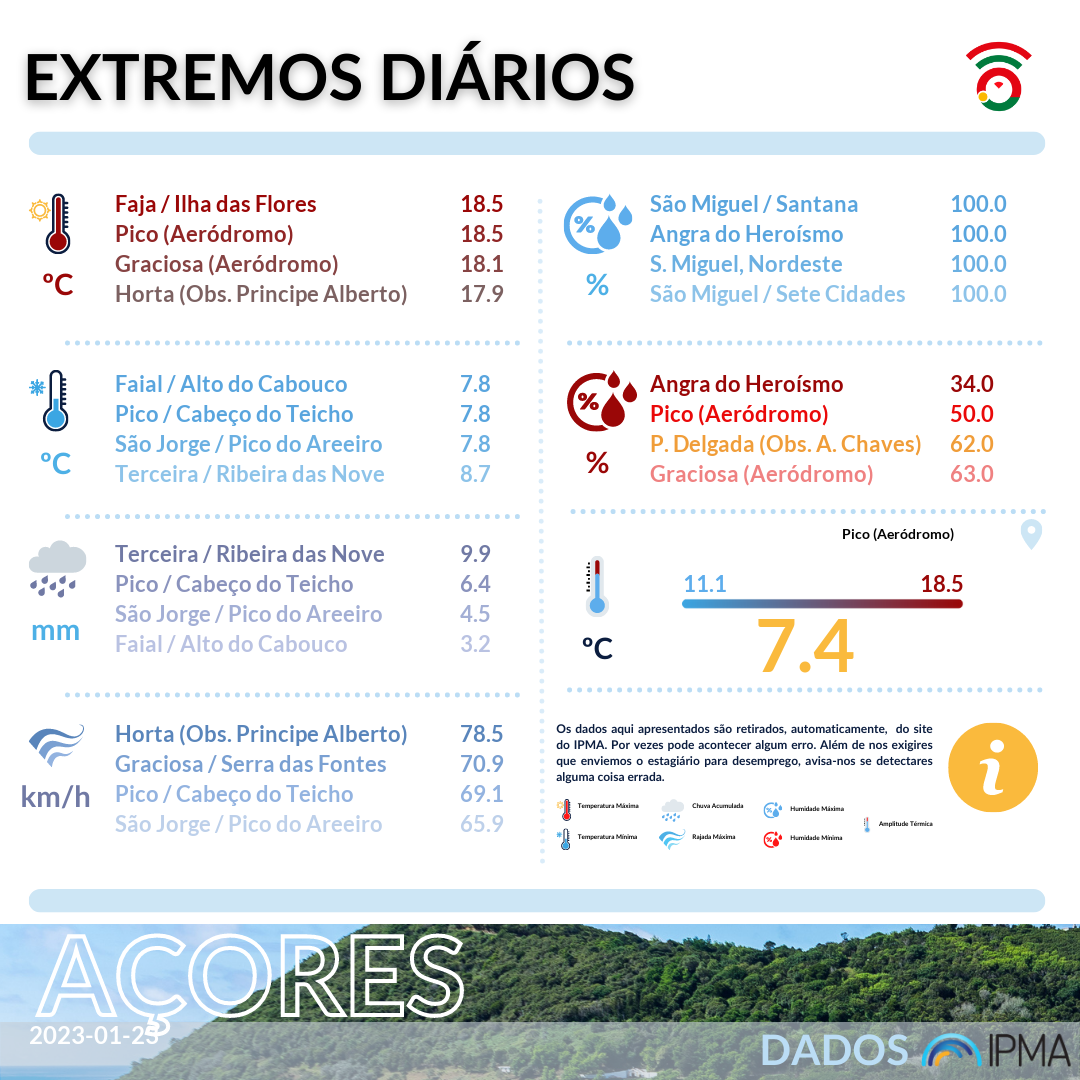 EXTREMOS DIÁRIOS
Faja / Ilha das Flores 18.5
Pico (Aeródromo) 18.5
Graciosa (Aeródromo) 18.1
Horta (Obs. Principe Alberto) 17.9
ºC
Faial / Alto do Cabouco 7.8
Pico / Cabeço do Teicho 7.8
São Jorge / Pico do Areeiro 7.8
Terceira / Ribeira das Nove 8.7
ºC
Terceira / Ribeira das Nove 9.9
Pico / Cabeço do Teicho 6.4
São Jorge / Pico do Areeiro 4.5
Faial / Alto do Cabouco 3.2
mm
Horta (Obs. Principe Alberto) 78.5
Graciosa / Serra das Fontes 70.9
Pico / Cabeço do Teicho 69.1
São Jorge / Pico do Areeiro 65.9
km/h
%
São Miguel / Santana 100.0
Angra do Heroísmo 100.0
S. Miguel, Nordeste 100.0
São Miguel / Sete Cidades 100.0
%
%
Angra do Heroísmo 34.0
Pico (Aeródromo) 50.0
P. Delgada (Obs. A. Chaves) 62.0
Graciosa (Aeródromo) 63.0
%
Pico (Aeródromo)
11.1 18.5
7.4
ºC
Os dados aqui apresentados são retirados, automaticamente, do site
do IPMA. Por vezes pode acontecer algum erro. Além de nos exigires
que enviemos o estagiário para desemprego, avisa-nos se detectares
alguma coisa errada.
i
Temperatura Máxima Chuva Acumulada Humidade Máxima
Amplitude Térmica
Temperatura Mínima Rajada Máxima Humidade Mínima
AÇORES
2023-01-25
DADOS IPMA